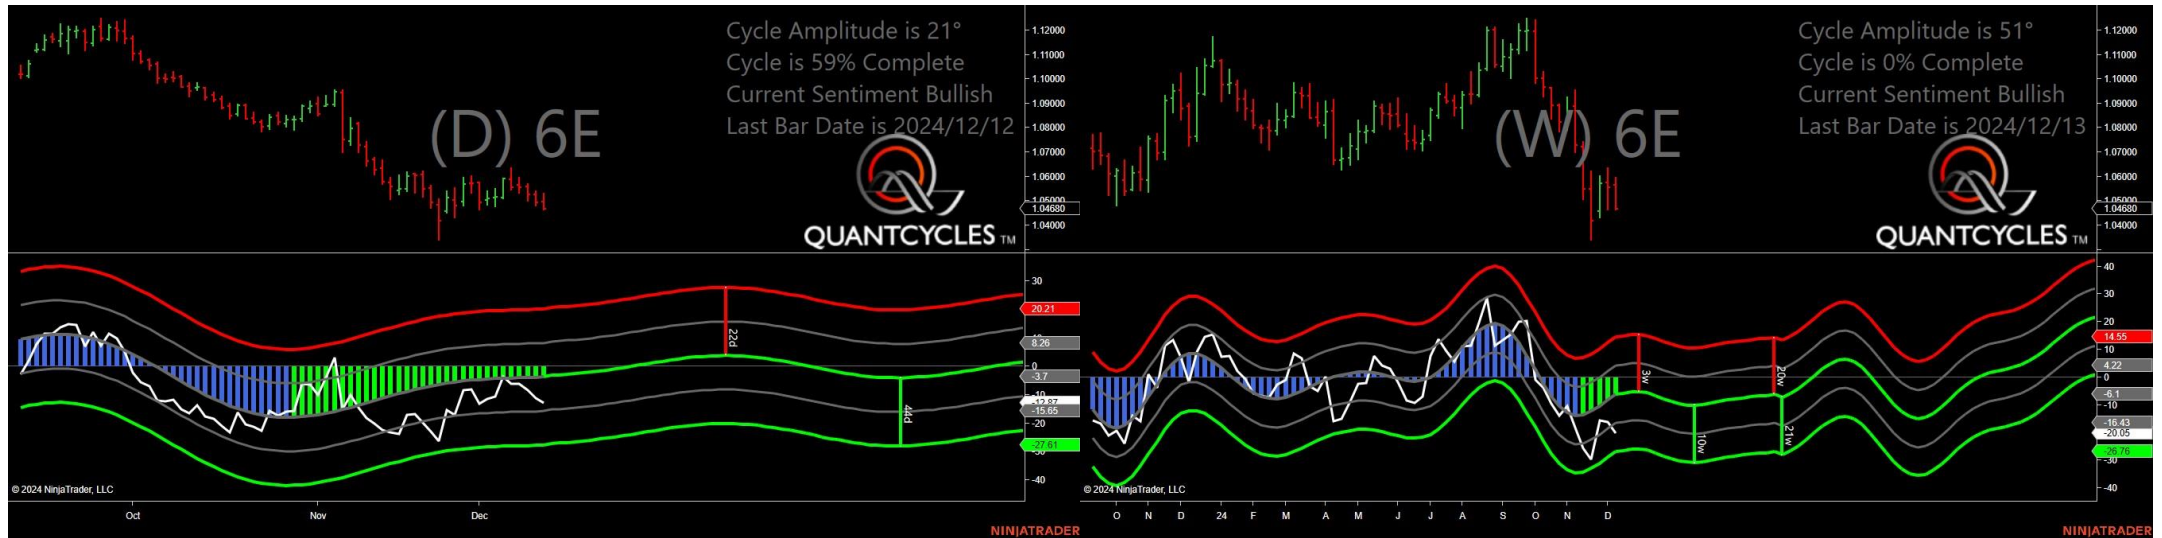 Cycle Amplitude is 21°
Cycle is 59% Complete
Current Sentiment Bullish
Last Bar Date is 2024/12/12
(D) 6E
QUANTCYCLES TM
1.12000
1.11000
1.10000
1.09000
1.08000
1.07000
1.06000
1.05000
1.04680
1.04000
30
20.21
8.26
0
-3.7
-12.87
-15.65
-20
-27.61
-30
-40
22d
44d
© 2024 NinjaTrader, LLC
Oct Nov Dec
NINJATRADER
Cycle Amplitude is 51°
Cycle is 0% Complete
Current Sentiment Bullish
Last Bar Date is 2024/12/13
(W) 6E
QUANTCYCLES TM
1.12000
1.11000
1.10000
1.09000
1.08000
1.07000
1.06000
1.05000
1.04680
1.04000
40
30
20
14.55
10
4.22
0
-6.1
-10
-16.43
-20.05
-26.76
-30
-40
3w
10w
20w
21w
© 2024 NinjaTrader, LLC
O N D 24 F M A M J J A S O N D
NINJATRADER